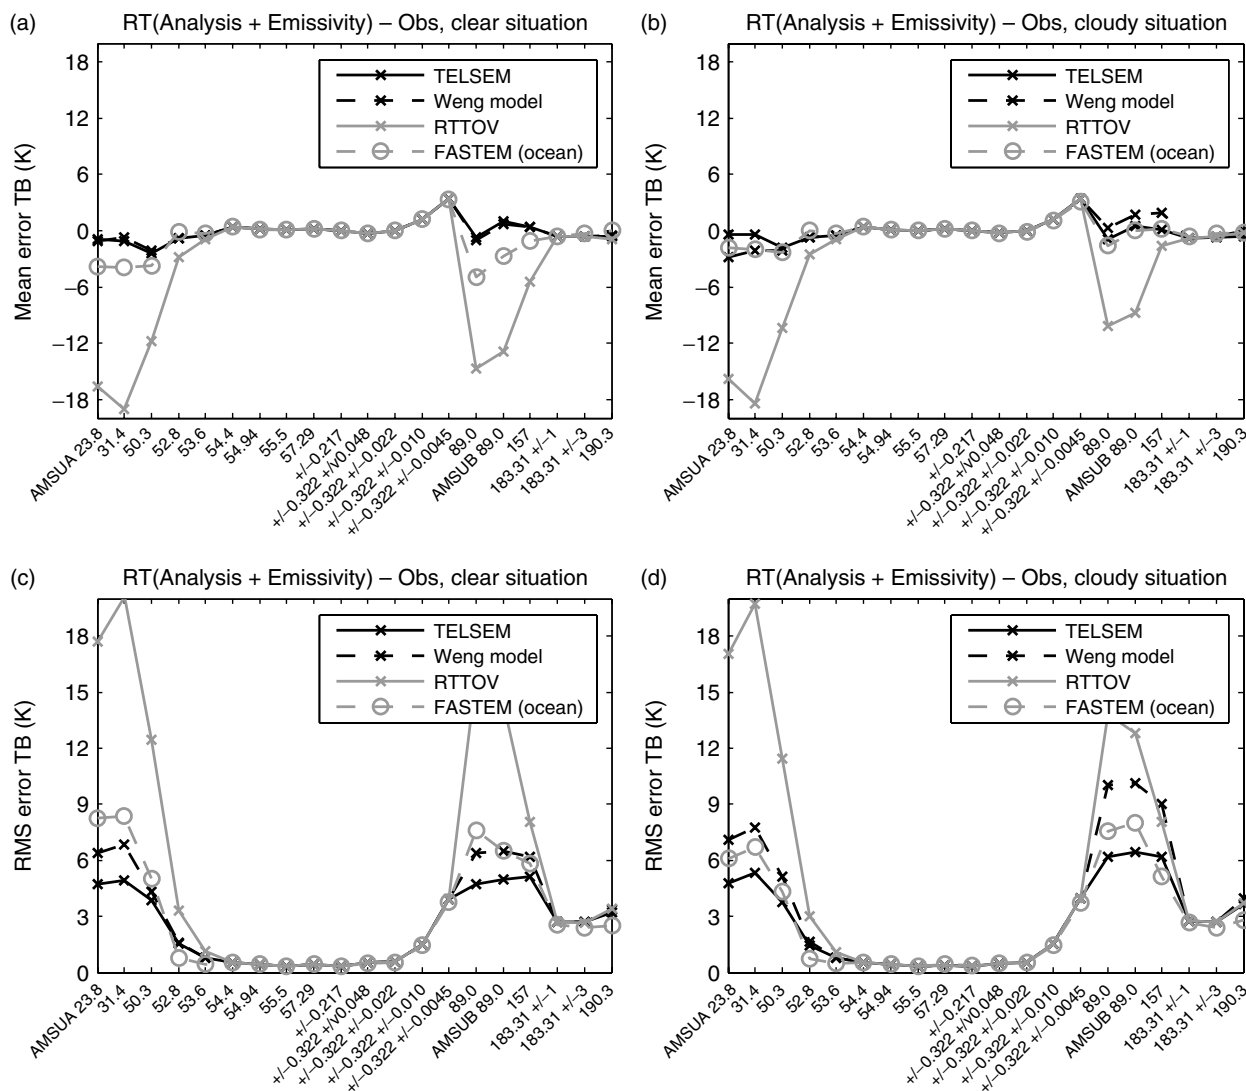 (a)
RT(Analysis + Emissivity) – Obs, clear situation
18
12
6
0
−6
−12
−18
Mean error TB (K)
TELSEM
Weng model
RTTOV
FASTEM (ocean)
AMSUA 23.8
31.4
50.3
52.8
53.6
54.4
54.94
55.5
57.29
+/−0.217
+/−0.322 +/v0.048
+/−0.322 +/−0.022
+/−0.322 +/−0.010
+/−0.322 +/−0.0045
89.0
AMSUB 89.0
157
183.31 +/−1
183.31 +/−3
190.3
(b)
RT(Analysis + Emissivity) – Obs, cloudy situation
18
12
6
0
−6
−12
−18
Mean error TB (K)
TELSEM
Weng model
RTTOV
FASTEM (ocean)
AMSUA 23.8
31.4
50.3
52.8
53.6
54.4
54.94
55.5
57.29
+/−0.217
+/−0.322 +/v0.048
+/−0.322 +/−0.022
+/−0.322 +/−0.010
+/−0.322 +/−0.0045
89.0
AMSUB 89.0
157
183.31 +/−1
183.31 +/−3
190.3
(c)
RT(Analysis + Emissivity) – Obs, clear situation
18
15
12
9
6
3
0
RMS error TB (K)
TELSEM
Weng model
RTTOV
FASTEM (ocean)
AMSUA 23.8
31.4
50.3
52.8
53.6
54.4
54.94
55.5
57.29
+/−0.217
+/−0.322 +/v0.048
+/−0.322 +/−0.022
+/−0.322 +/−0.010
+/−0.322 +/−0.0045
89.0
AMSUB 89.0
157
183.31 +/−1
183.31 +/−3
190.3
(d)
RT(Analysis + Emissivity) – Obs, cloudy situation
18
15
12
9
6
3
0
RMS error TB (K)
TELSEM
Weng model
RTTOV
FASTEM (ocean)
AMSUA 23.8
31.4
50.3
52.8
53.6
54.4
54.94
55.5
57.29
+/−0.217
+/−0.322 +/v0.048
+/−0.322 +/−0.022
+/−0.322 +/−0.010
+/−0.322 +/−0.0045
89.0
AMSUB 89.0
157
183.31 +/−1
183.31 +/−3
190.3